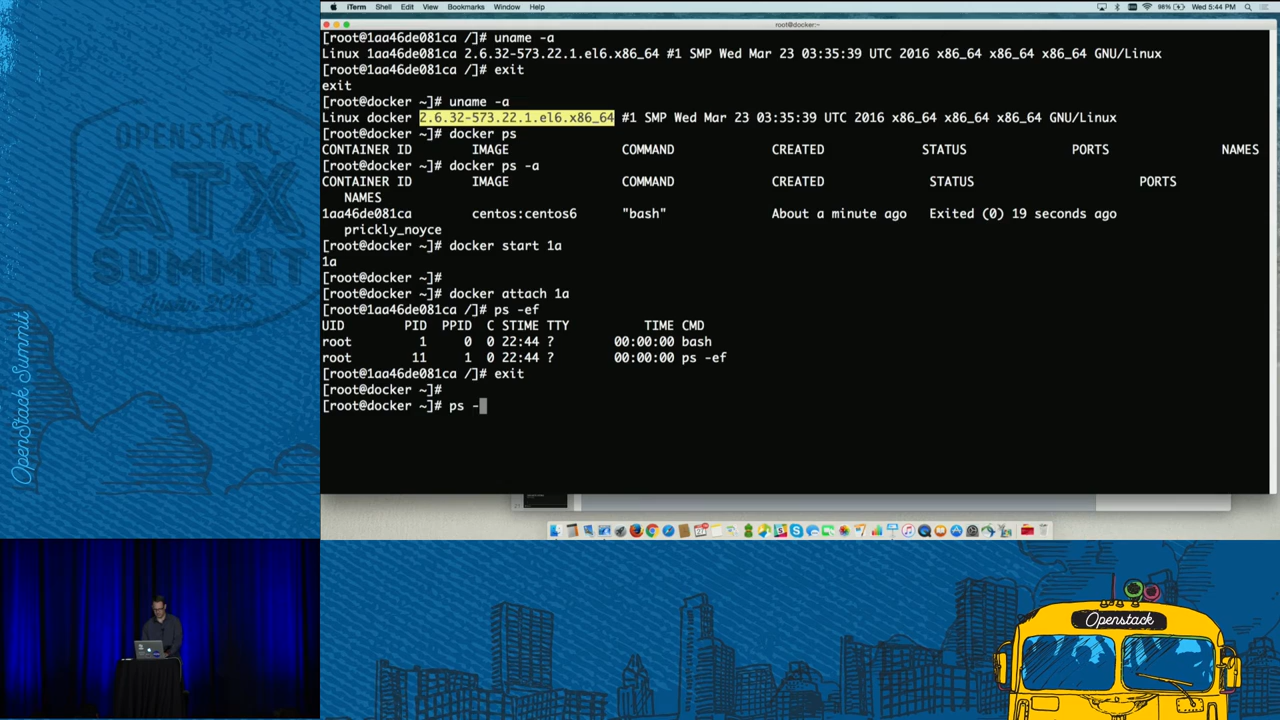 iTerm Shell Edit View Bookmarks Window Help
98% Wed 5:44 PM
root@docker:~
[root@1aa46de081ca /]# uname -a
Linux 1aa46de081ca 2.6.32-573.22.1.el6.x86_64 #1 SMP Wed Mar 23 03:35:39 UTC 2016 x86_64 x86_64 x86_64 GNU/Linux
[root@1aa46de081ca /]# exit
exit
[root@docker ~]# uname -a
Linux docker 2.6.32-573.22.1.el6.x86_64 #1 SMP Wed Mar 23 03:35:39 UTC 2016 x86_64 x86_64 x86_64 GNU/Linux
[root@docker ~]# docker ps
CONTAINER ID IMAGE COMMAND CREATED STATUS PORTS NAMES
[root@docker ~]# docker ps -a
CONTAINER ID IMAGE COMMAND CREATED STATUS PORTS
NAMES
1aa46de081ca centos:centos6 "bash" About a minute ago Exited (0) 19 seconds ago
prickly_noyce
[root@docker ~]# docker start 1a
1a
[root@docker ~]#
[root@docker ~]# docker attach 1a
[root@1aa46de081ca /]# ps -ef
UID PID PPID C STIME TTY TIME CMD
root 1 0 0 22:44 ? 00:00:00 bash
root 11 1 0 22:44 ? 00:00:00 ps -ef
[root@1aa46de081ca /]# exit
[root@docker ~]#
[root@docker ~]# ps -
OPENSTACK
ATX
SUMMIT
OpenStack Summit
Openstack